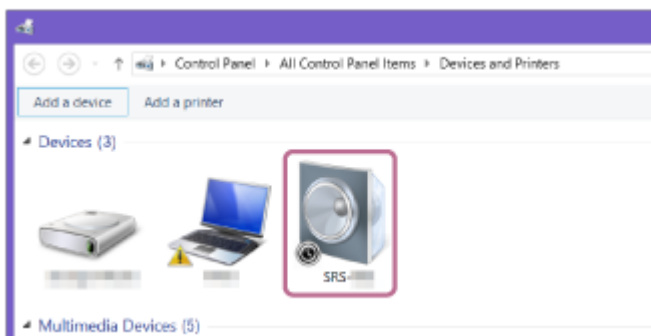 Control Panel ▸ All Control Panel Items ▸ Devices and Printers
Add a device Add a printer
Devices (3)
SRS-
Multimedia Devices (5)